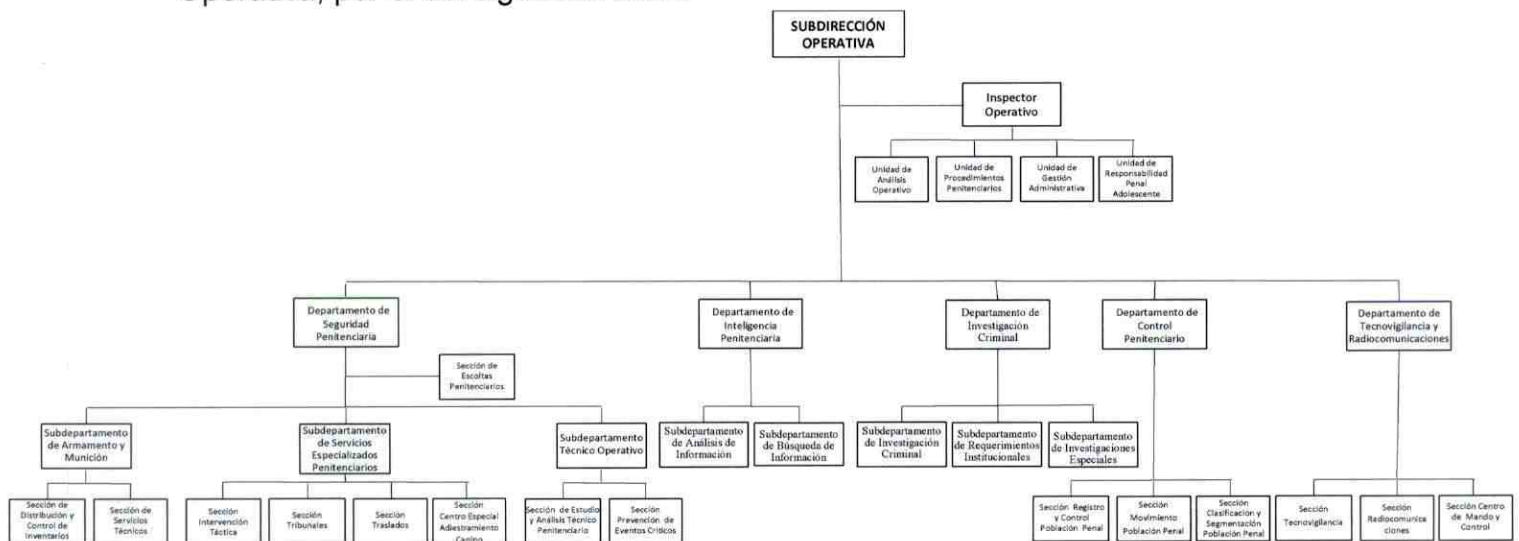 SUBDIRECCIÓN
OPERATIVA
Inspector
Operativo
Unidad de
Análisis
Operativo
Unidad de
Procedimientos
Penitenciarios
Unidad de
Gestión
Administrativa
Unidad de
Responsabilidad
Penal
Adolescente
Departamento de
Seguridad
Penitenciaria
Departamento de
Inteligencia
Penitenciaria
Departamento de
Investigación
Criminal
Departamento de
Control
Penitenciario
Departamento de
Tecnovigilancia y
Radiocomunicaciones
Sección de
Escoltas
Penitenciarios
Subdepartamento
de Armamento y
Munición
Subdepartamento
de Servicios
Especializados
Penitenciarios
Subdepartamento
Técnico Operativo
Subdepartamento
de Análisis de
Información
Subdepartamento
de Búsqueda de
Información
Subdepartamento
de Investigación
Criminal
Subdepartamento
de Requerimientos
Institucionales
Subdepartamento
de Investigaciones
Especiales
Sección de
Distribución y
Control de
Inventarios
Sección de
Servicios
Técnicos
Sección
Intervención
Táctica
Sección
Tribunales
Sección
Traslados
Sección
Centro Especial
Adiestramiento
Canino
Sección de Estudio
y Análisis Técnico
Penitenciario
Sección
Prevención de
Eventos Críticos
Sección Registro
y Control
Población Penal
Sección
Movimiento
Población Penal
Sección
Clasificación y
Segmentación
Población Penal
Sección
Tecnovigilancia
Sección
Radiocomunica
ciones
Sección Centro
de Mando y
Control